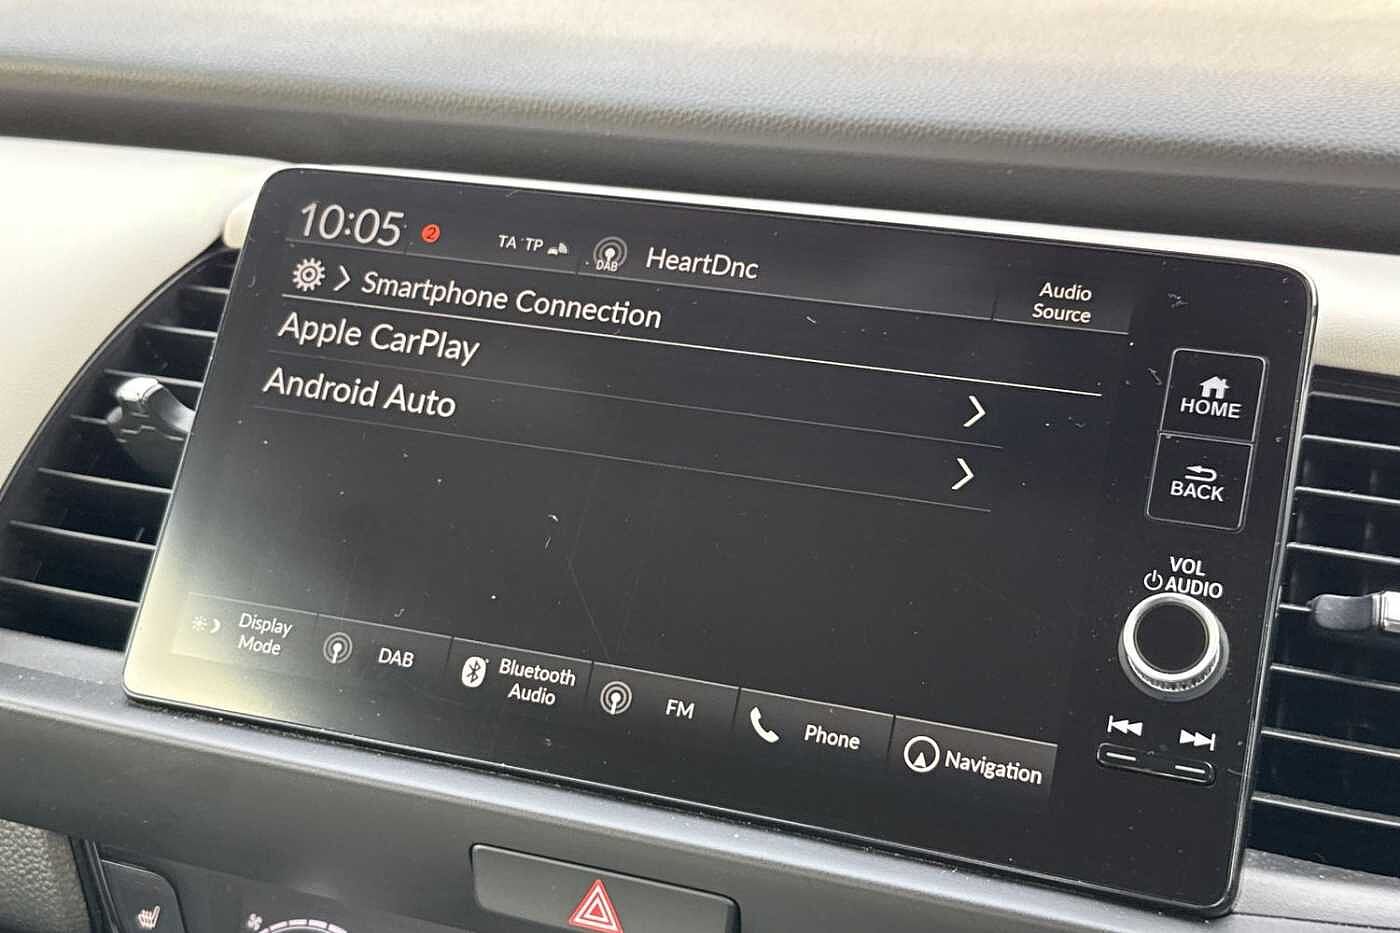 10:05
2
TA TP
DAB
HeartDnc
Audio
Source
Smartphone Connection
Apple CarPlay
Android Auto
HOME
BACK
VOL
AUDIO
Display
Mode
DAB
Bluetooth
Audio
FM
Phone
Navigation